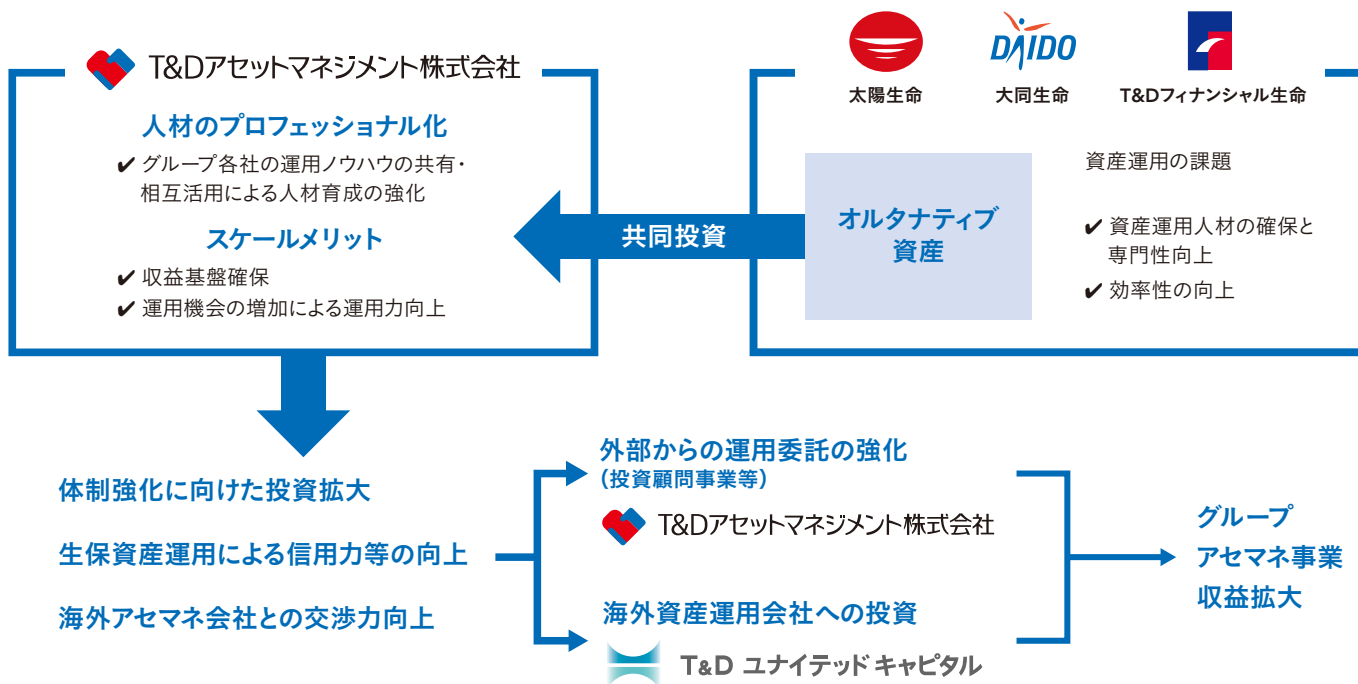 T&Dアセットマネジメント株式会社
人材のプロフェッショナル化
✔ グループ各社の運用ノウハウの共有・
相互活用による人材育成の強化
スケールメリット
✔ 収益基盤確保
✔ 運用機会の増加による運用力向上
共同投資
DAIDO
太陽生命
大同生命
T&Dフィナンシャル生命
オルタナティブ
資産
資産運用の課題
✔ 資産運用人材の確保と
専門性向上
✔ 効率性の向上
体制強化に向けた投資拡大
生保資産運用による信用力等の向上
海外アセマネ会社との交渉力向上
外部からの運用委託の強化
(投資顧問事業等)
T&Dアセットマネジメント株式会社
海外資産運用会社への投資
T&D ユナイテッド キャピタル
グループ
アセマネ事業
収益拡大